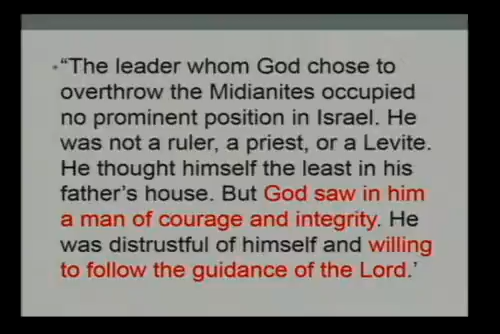 •“The leader whom God chose to
overthrow the Midianites occupied
no prominent position in Israel. He
was not a ruler, a priest, or a Levite.
He thought himself the least in his
father’s house. But God saw in him
a man of courage and integrity. He
was distrustful of himself and willing
to follow the guidance of the Lord.’